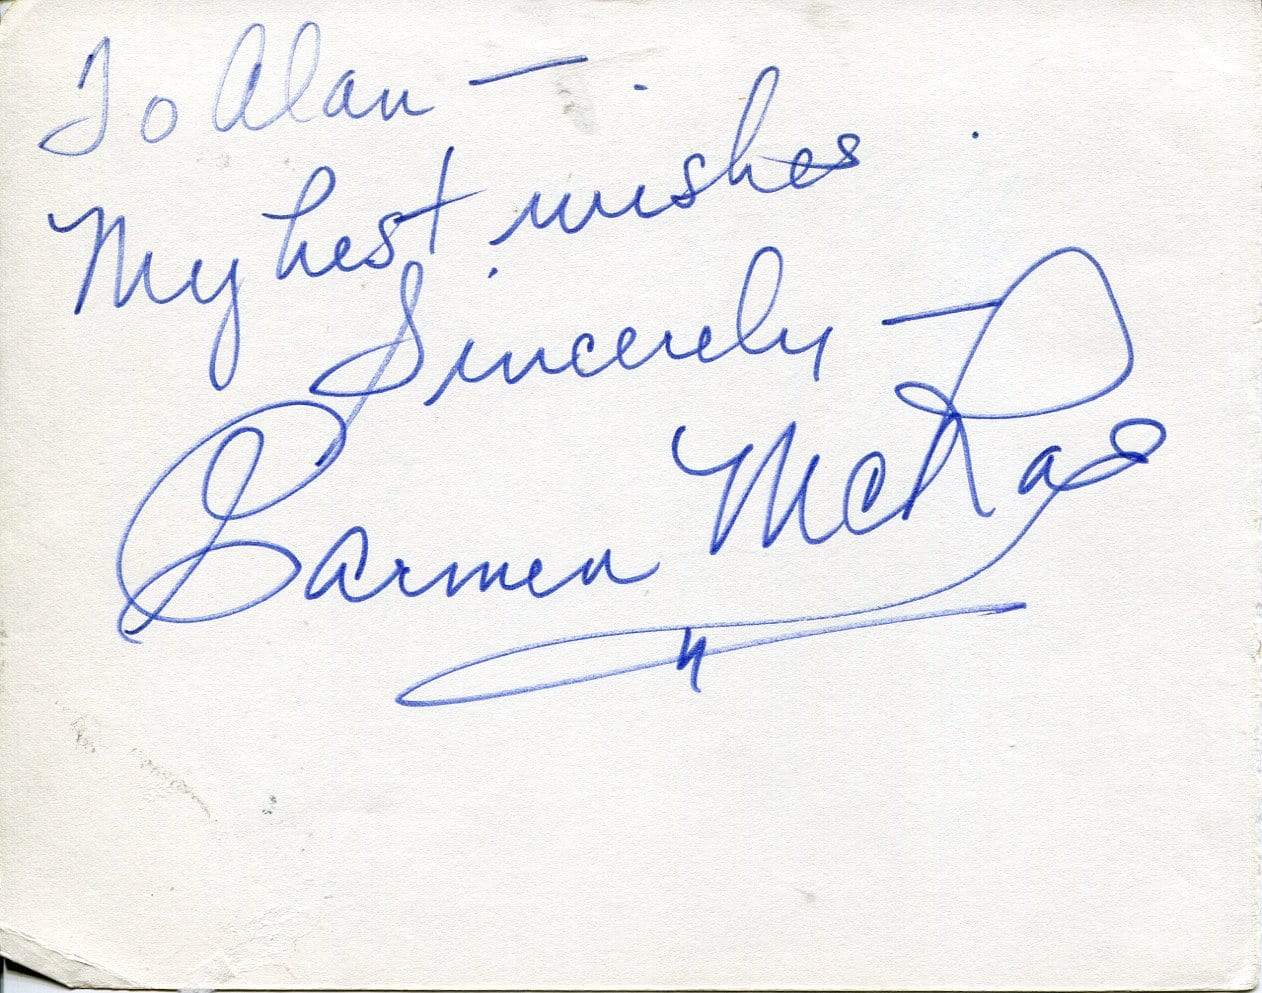 To Alan —
My best wishes
Sincerely —
Carmen McRae